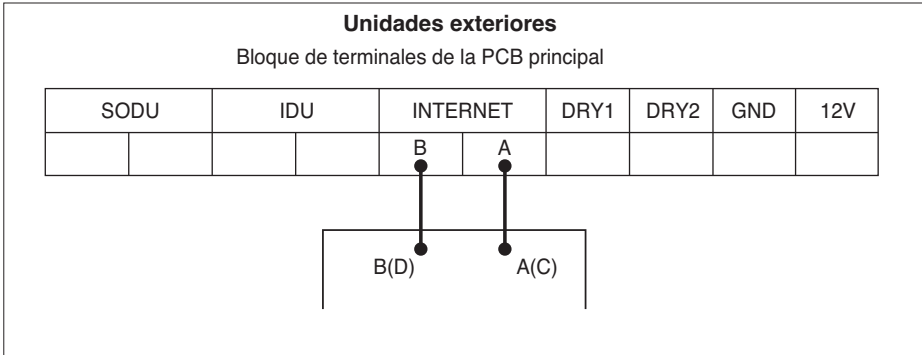 Unidades exteriores
Bloque de terminales de la PCB principal
SODU IDU INTERNET DRY1 DRY2 GND 12V
B A
B(D) A(C)